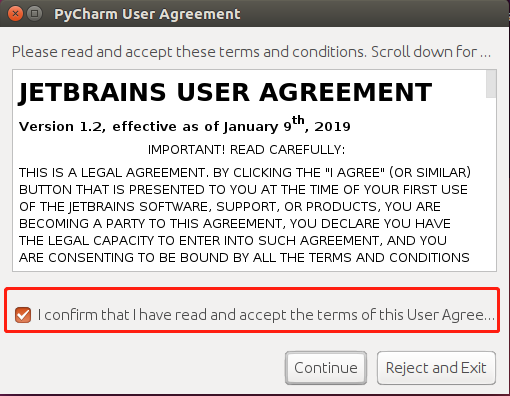 PyCharm User Agreement
Please read and accept these terms and conditions. Scroll down for ...
JETBRAINS USER AGREEMENT
Version 1.2, effective as of January 9th, 2019
IMPORTANT! READ CAREFULLY:
THIS IS A LEGAL AGREEMENT. BY CLICKING THE "I AGREE" (OR SIMILAR)
BUTTON THAT IS PRESENTED TO YOU AT THE TIME OF YOUR FIRST USE
OF THE JETBRAINS SOFTWARE, SUPPORT, OR PRODUCTS, YOU ARE
BECOMING A PARTY TO THIS AGREEMENT, YOU DECLARE YOU HAVE
THE LEGAL CAPACITY TO ENTER INTO SUCH AGREEMENT, AND YOU
ARE CONSENTING TO BE BOUND BY ALL THE TERMS AND CONDITIONS
I confirm that I have read and accept the terms of this User Agree...
Continue
Reject and Exit